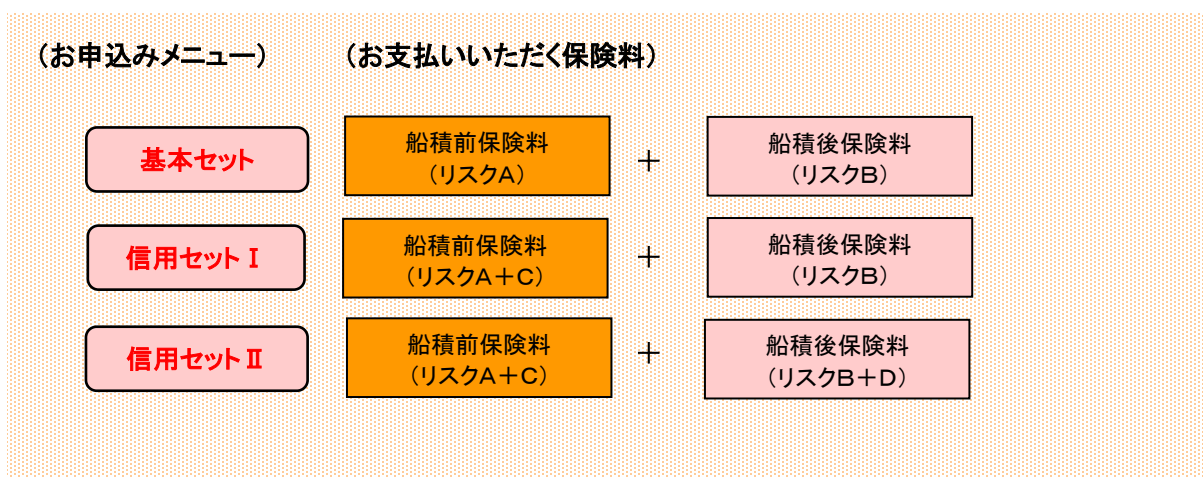 （お申込みメニュー） （お支払いいただく保険料）
基本セット 船積前保険料 ＋ 船積後保険料
（リスクA） （リスクB）
信用セットⅠ 船積前保険料 ＋ 船積後保険料
（リスクA＋C） （リスクB）
信用セットⅡ 船積前保険料 ＋ 船積後保険料
（リスクA＋C） （リスクB＋D）